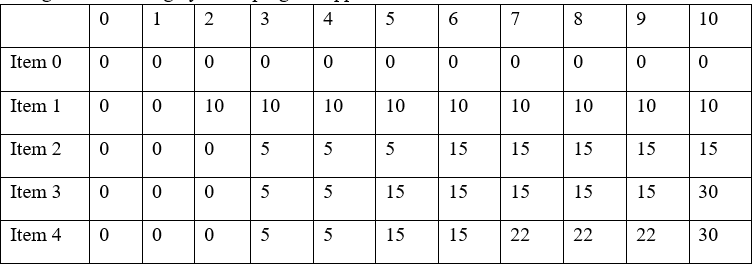 0 1 2 3 4 5 6 7 8 9 10
Item 0 0 0 0 0 0 0 0 0 0 0 0
Item 1 0 0 10 10 10 10 10 10 10 10 10
Item 2 0 0 0 5 5 5 15 15 15 15 15
Item 3 0 0 0 5 5 15 15 15 15 15 30
Item 4 0 0 0 5 5 15 15 22 22 22 30